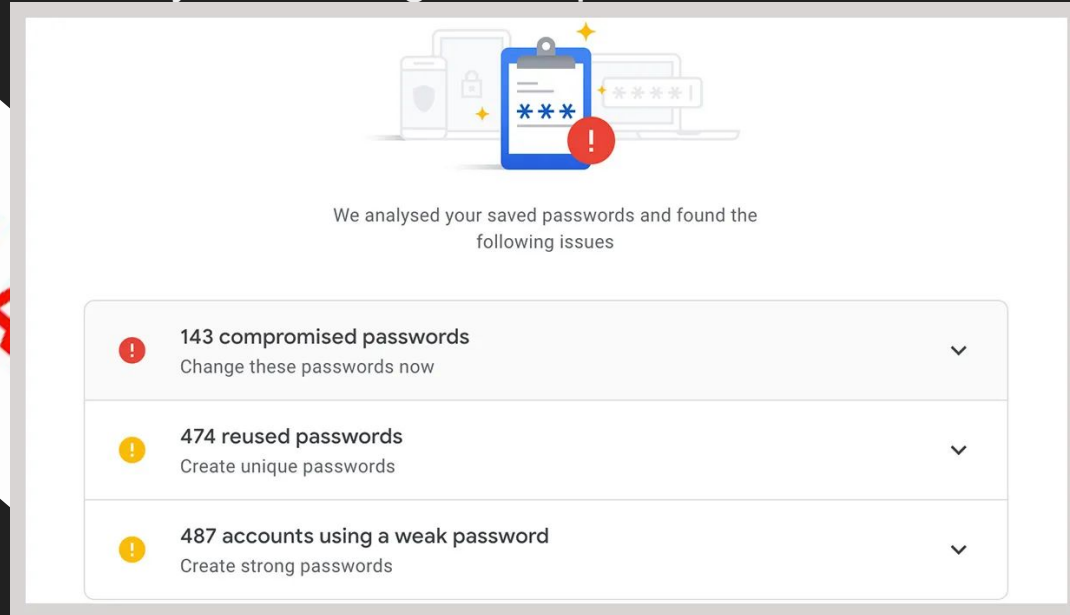 ***
****|
We analysed your saved passwords and found the
following issues
143 compromised passwords
Change these passwords now
474 reused passwords
Create unique passwords
487 accounts using a weak password
Create strong passwords